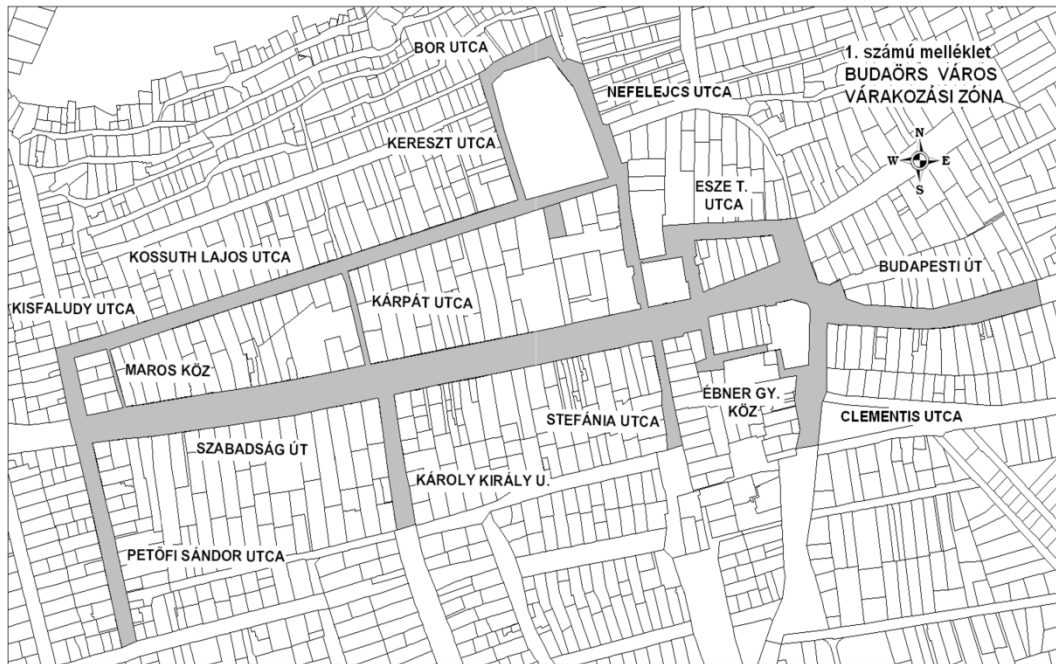 BOR UTCA
1. számú melléklet
BUDAÖRS VÁROS
VÁRAKOZÁSI ZÓNA
NEFELEJCS UTCA
N
W E
S
KERESZT UTCA
ESZE T.
UTCA
KOSSUTH LAJOS UTCA
BUDAPESTI ÚT
KISFALUDY UTCA
KÁRPÁT UTCA
MAROS KÖZ
ÉBNER GY.
KÖZ
STEFÁNIA UTCA
CLEMENTIS UTCA
SZABADSÁG ÚT
KÁROLY KIRÁLY U.
PETŐFI SÁNDOR UTCA